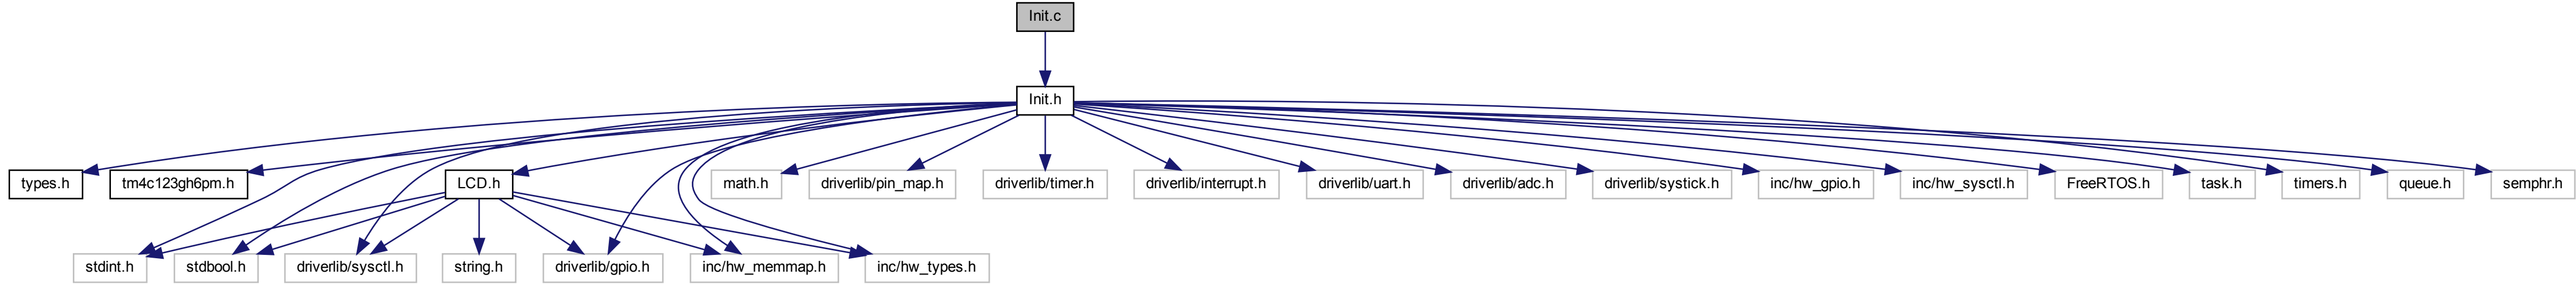 Init.c
Init.h
types.h
tm4c123gh6pm.h
LCD.h
math.h
driverlib/pin_map.h
driverlib/timer.h
driverlib/interrupt.h
driverlib/uart.h
driverlib/adc.h
driverlib/systick.h
inc/hw_gpio.h
inc/hw_sysctl.h
FreeRTOS.h
task.h
timers.h
queue.h
semphr.h
stdint.h
stdbool.h
driverlib/sysctl.h
string.h
driverlib/gpio.h
inc/hw_memmap.h
inc/hw_types.h